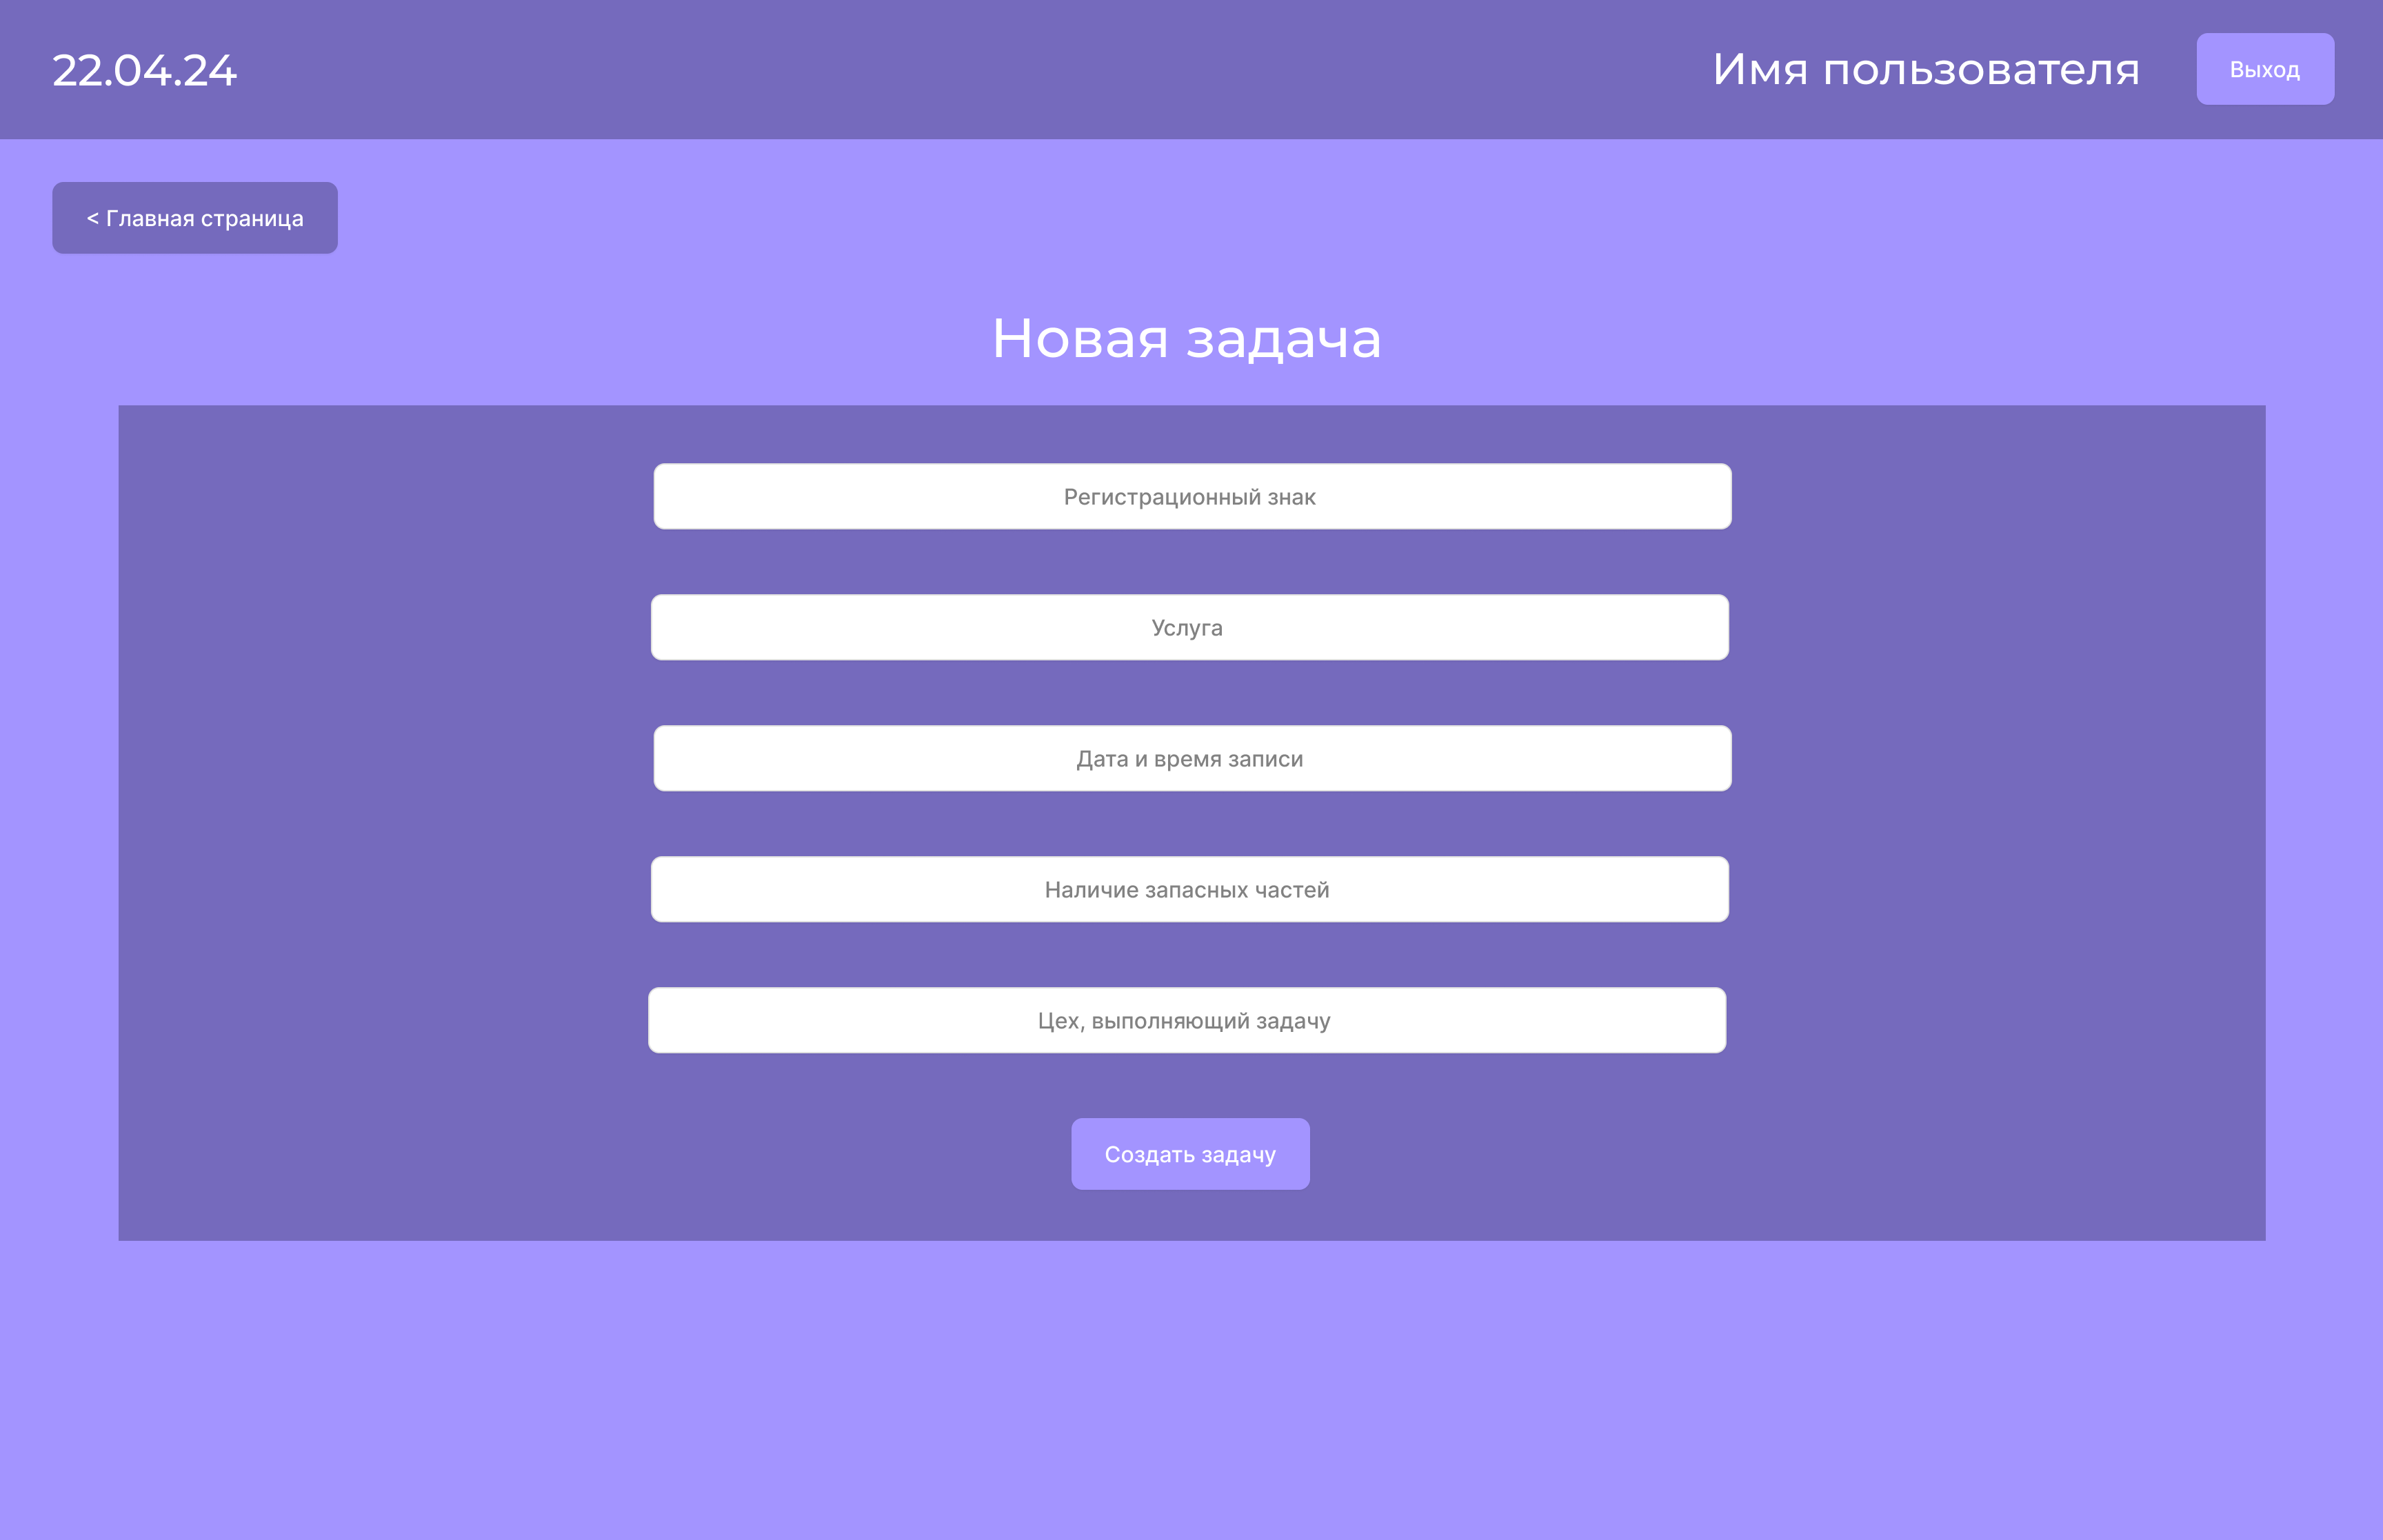 22.04.24
Имя пользователя
Выход
< Главная страница
Новая задача
Регистрационный знак
Услуга
Дата и время записи
Наличие запасных частей
Цех, выполняющий задачу
Создать задачу